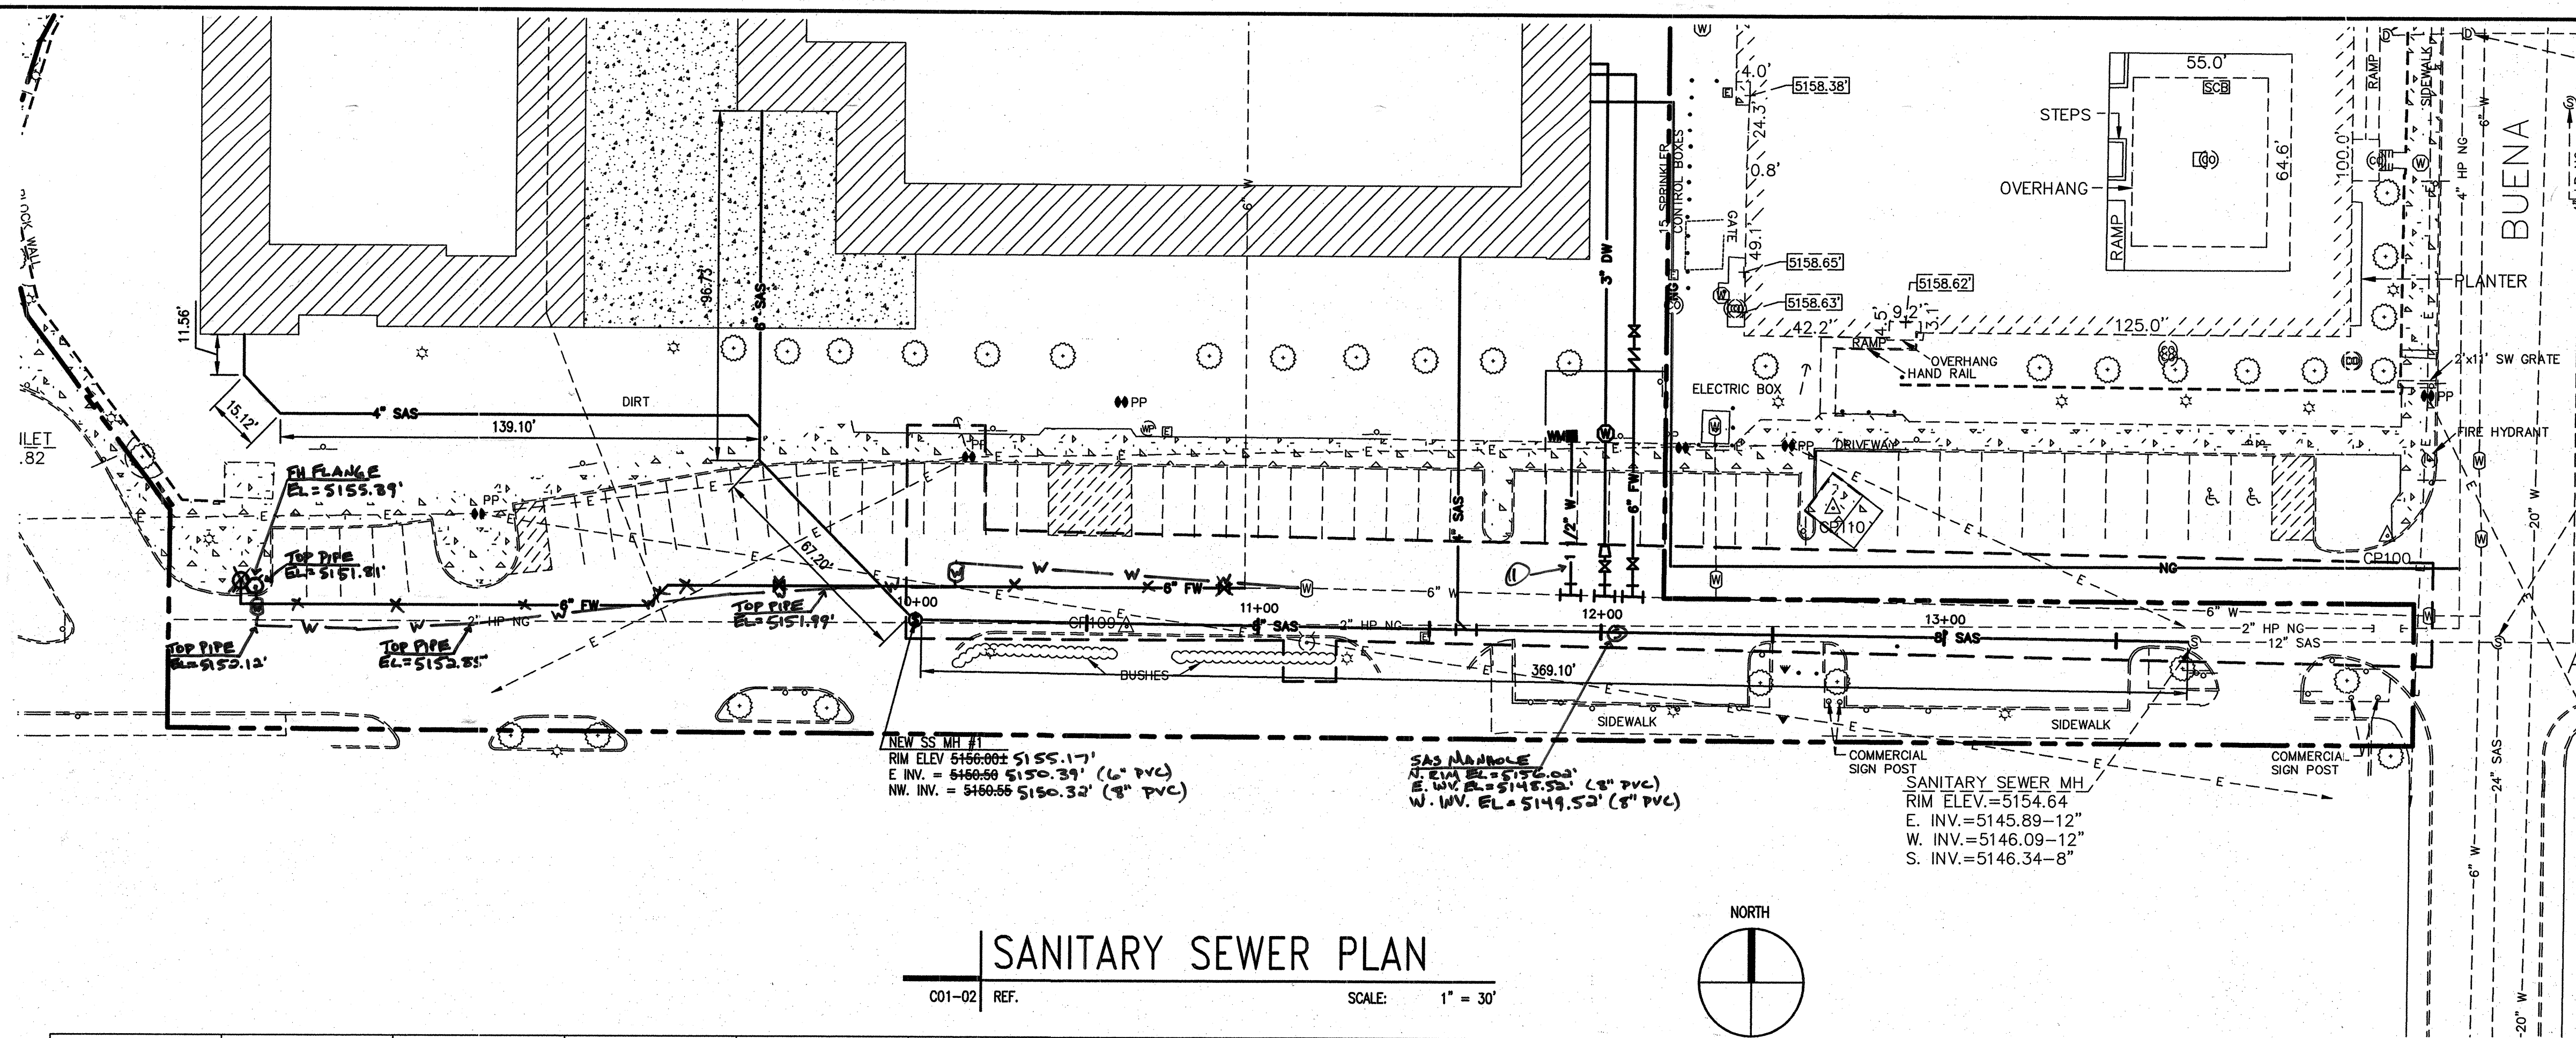 W
D
RAMP
SIDEWALK
E
6" W
4" HP NG
BUENA
4.0'
5158.38'
24.3'
0.8'
49.1'
15 SPRINKLER
CONTROL BOXES
GATE
5158.65'
5158.63'
5158.62'
42.2'
4.5'
9.2'
3.1'
125.0'
100.0'
55.0'
64.6'
SCB
STEPS
OVERHANG
RAMP
PLANTER
2'x11' SW GRATE
FIRE HYDRANT
RAMP
OVERHANG
HAND RAIL
ELECTRIC BOX
DRIVEWAY
PP
96.73'
6" SAS
6" W
3" DW
NG
6" FW
4" SAS
WM
1 1/2" W
11
11.56'
15.12'
4" SAS
139.10'
DIRT
PP
WP
E
ILET
.82
FH FLANGE
EL=5155.89'
TOP PIPE
EL=5151.81'
PP
PP
67.20'
CP110
CP100
NG
6" FW
2" HP NG
TOP PIPE
EL=5152.12'
TOP PIPE
EL=5152.85'
TOP PIPE
EL=5151.99'
6" FW
6" W
10+00
11+00
12+00
13+00
CP109
8" SAS
2" HP NG
8" SAS
6" W
2" HP NG
12" SAS
BUSHES
369.10'
SIDEWALK
SIDEWALK
COMMERCIAL
SIGN POST
COMMERCIAL
SIGN POST
NEW SS MH #1
RIM ELEV 5156.00± 5155.17'
E INV. = 5150.50 5150.39' (6" PVC)
NW. INV. = 5150.55 5150.32' (8" PVC)
SAS MANHOLE
N. RIM EL=5156.02'
E. INV. EL=5148.52' (8" PVC)
W. INV. EL=5149.52' (8" PVC)
SANITARY SEWER MH
RIM ELEV.=5154.64
E. INV.=5145.89-12"
W. INV.=5146.09-12"
S. INV.=5146.34-8"
20" W
24" SAS
6" W
20" W
SANITARY SEWER PLAN
C01-02 REF. SCALE: 1" = 30'
NORTH